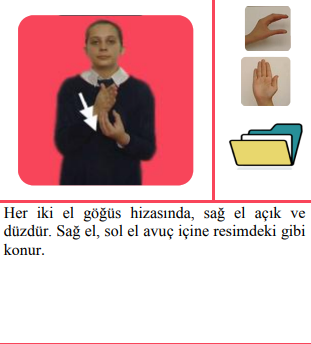 Her iki el göğüs hizasında, sağ el açık ve
düzdür. Sağ el, sol el avuç içine resimdeki gibi
konur.